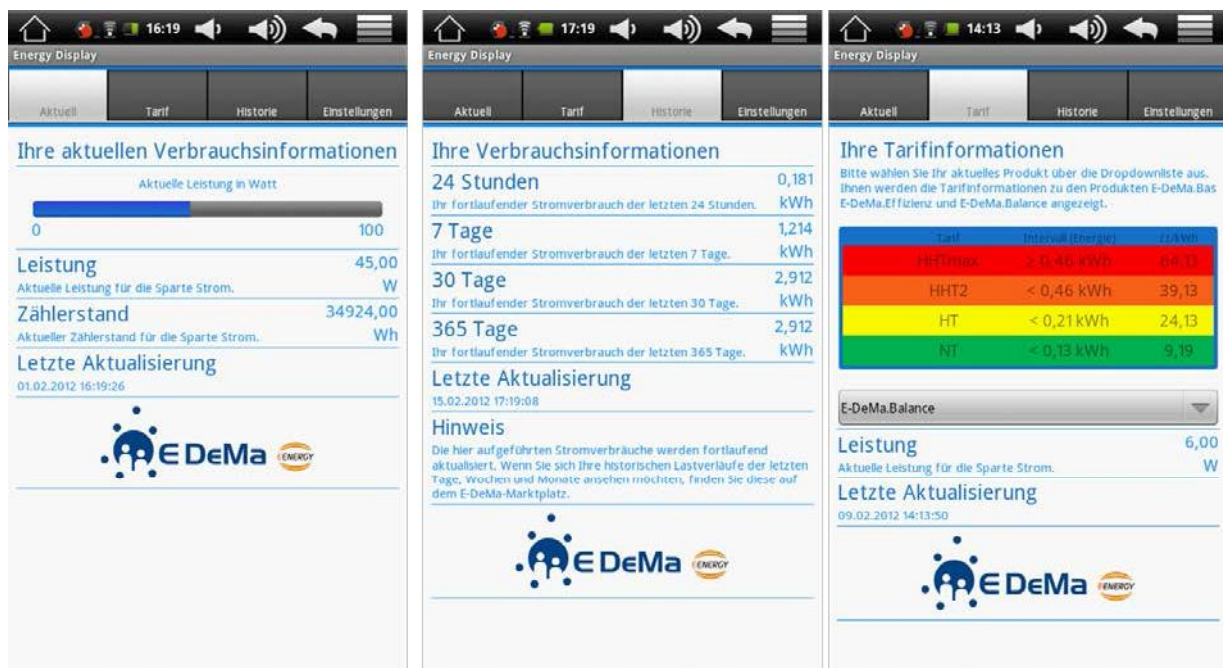 16:19
Energy Display
Aktuell Tarif Historie Einstellungen
Ihre aktuellen Verbrauchsinformationen
Aktuelle Leistung in Watt
0 100
Leistung 45,00
Aktuelle Leistung für die Sparte Strom. W
Zählerstand 34924,00
Aktueller Zählerstand für die Sparte Strom. Wh
Letzte Aktualisierung
01.02.2012 16:19:26
E DeMa ENERGY
17:19
Energy Display
Aktuell Tarif Historie Einstellungen
Ihre Verbrauchsinformationen
24 Stunden 0,181
Ihr fortlaufender Stromverbrauch der letzten 24 Stunden. kWh
7 Tage 1,214
Ihr fortlaufender Stromverbrauch der letzten 7 Tage. kWh
30 Tage 2,912
Ihr fortlaufender Stromverbrauch der letzten 30 Tage. kWh
365 Tage 2,912
Ihr fortlaufender Stromverbrauch der letzten 365 Tage. kWh
Letzte Aktualisierung
15.02.2012 17:19:08
Hinweis
Die hier aufgeführten Stromverbräuche werden fortlaufend
aktualisiert. Wenn Sie sich Ihre historischen Lastverläufe der letzten
Tage, Wochen und Monate ansehen möchten, finden Sie diese auf
dem E-DeMa-Marktplatz.
E DeMa ENERGY
14:13
Energy Display
Aktuell Tarif Historie Einstellungen
Ihre Tarifinformationen
Bitte wählen Sie Ihr aktuelles Produkt über die Dropdownliste aus.
Ihnen werden die Tarifinformationen zu den Produkten E-DeMa.Bas
E-DeMa.Effizienz und E-DeMa.Balance angezeigt.
Tarif Intervall (Energie) ct/kWh
HHTmax ≥ 0,46 kWh 64,13
HHT2 < 0,46 kWh 39,13
HT < 0,21 kWh 24,13
NT < 0,13 kWh 9,19
E-DeMa.Balance
Leistung 6,00
Aktuelle Leistung für die Sparte Strom. W
Letzte Aktualisierung
09.02.2012 14:13:50
E DeMa ENERGY